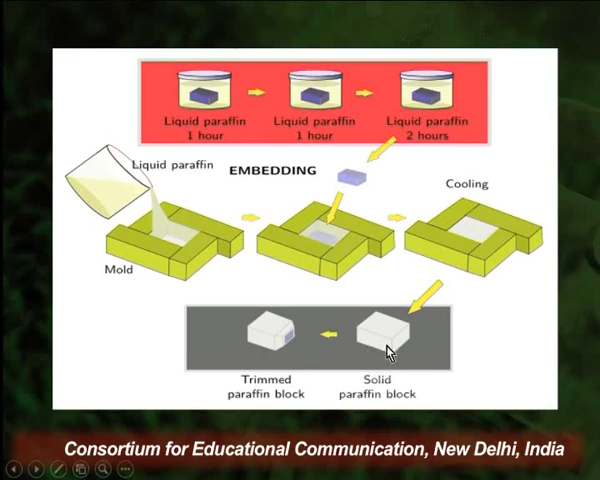 Liquid paraffin
1 hour
Liquid paraffin
1 hour
Liquid paraffin
2 hours
Liquid paraffin
EMBEDDING
Cooling
Mold
Trimmed
paraffin block
Solid
paraffin block
Consortium for Educational Communication, New Delhi, India